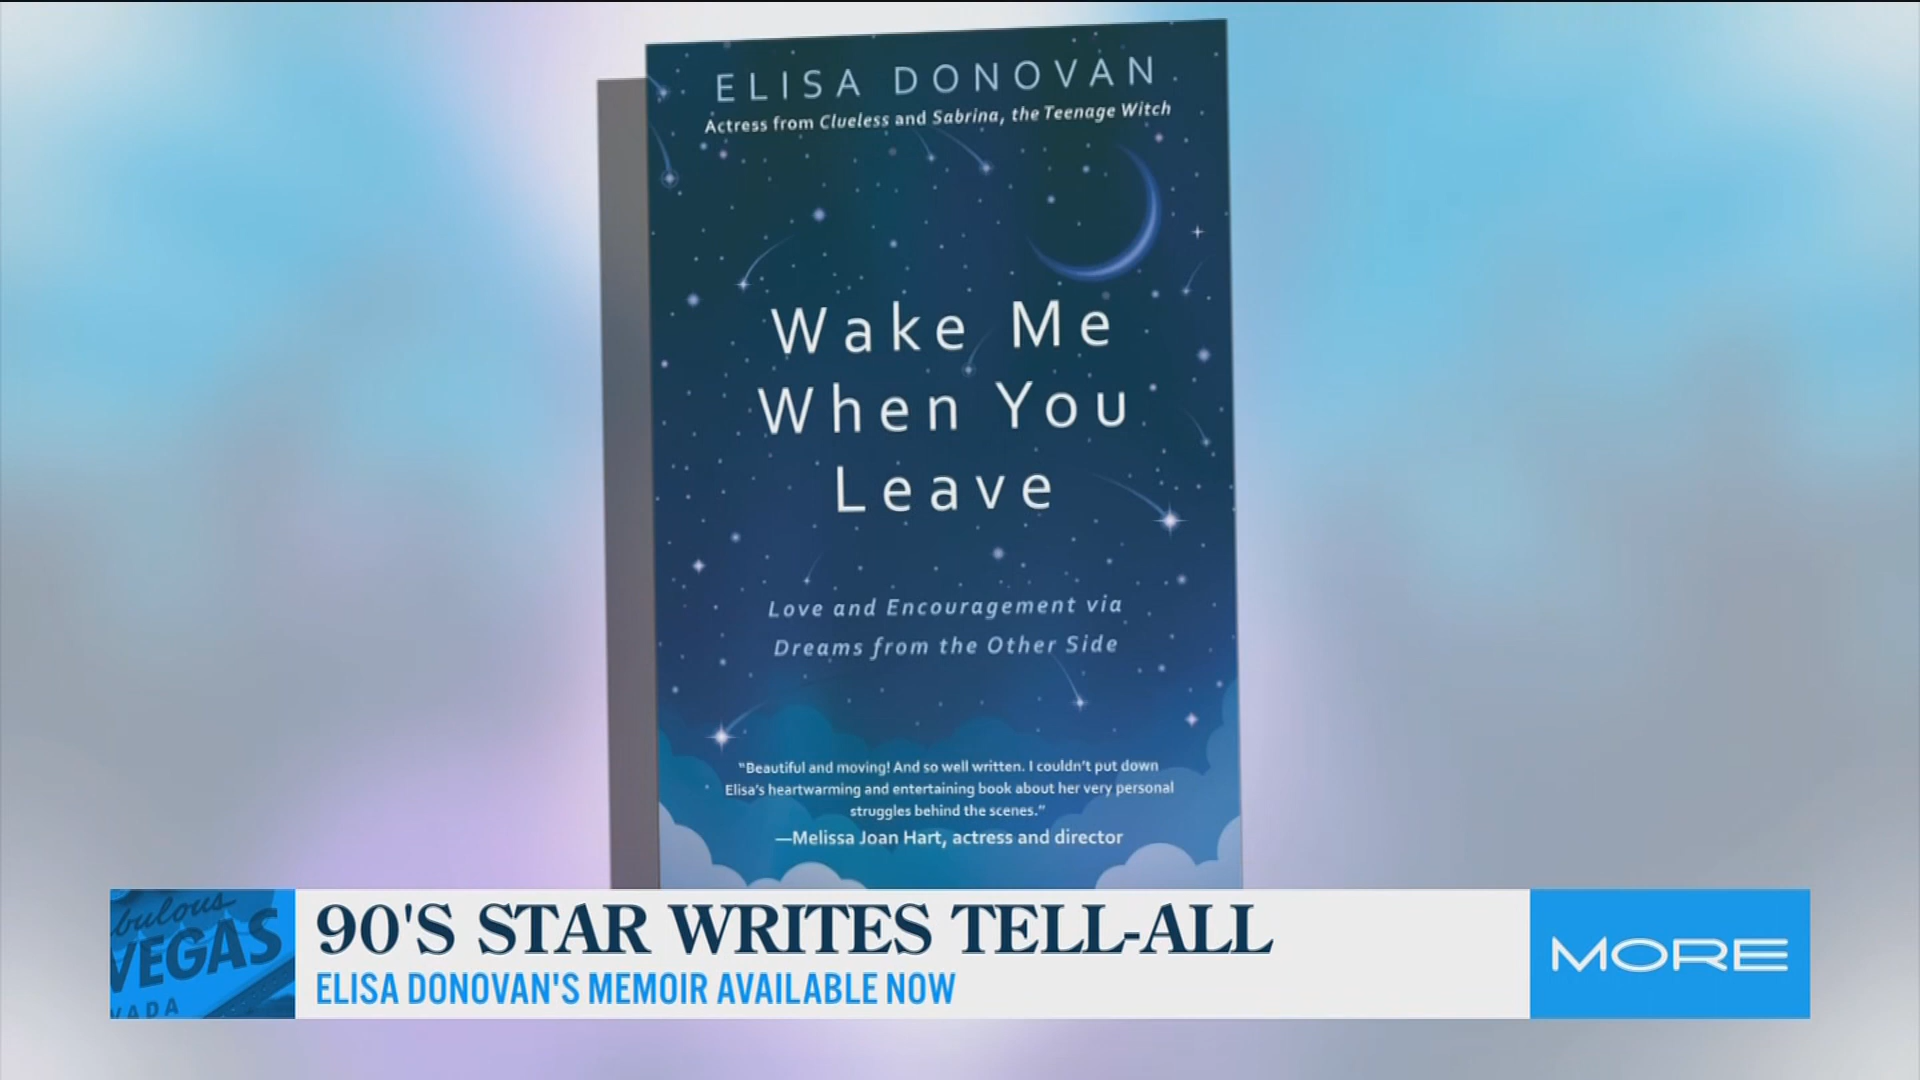 ELISA DONOVAN
Actress from Clueless and Sabrina, the Teenage Witch
Wake Me
When You
Leave
Love and Encouragement via
Dreams from the Other Side
"Beautiful and moving! And so well written. I couldn't put down
Elisa's heartwarming and entertaining book about her very personal
struggles behind the scenes."
—Melissa Joan Hart, actress and director
bulous
VEGAS
VADA
90'S STAR WRITES TELL-ALL
ELISA DONOVAN'S MEMOIR AVAILABLE NOW
MORE